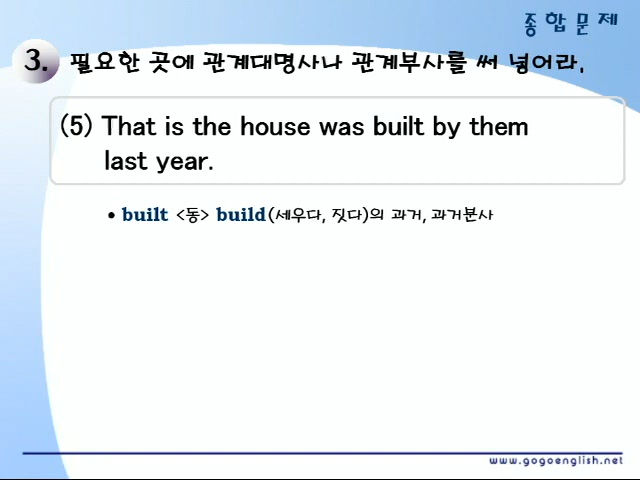 종합문제
3. 필요한 곳에 관계대명사나 관계부사를 써 넣어라.
(5) That is the house was built by them
last year.
• built <동> build(세우다, 짓다)의 과거, 과거분사
www.gogoenglish.net